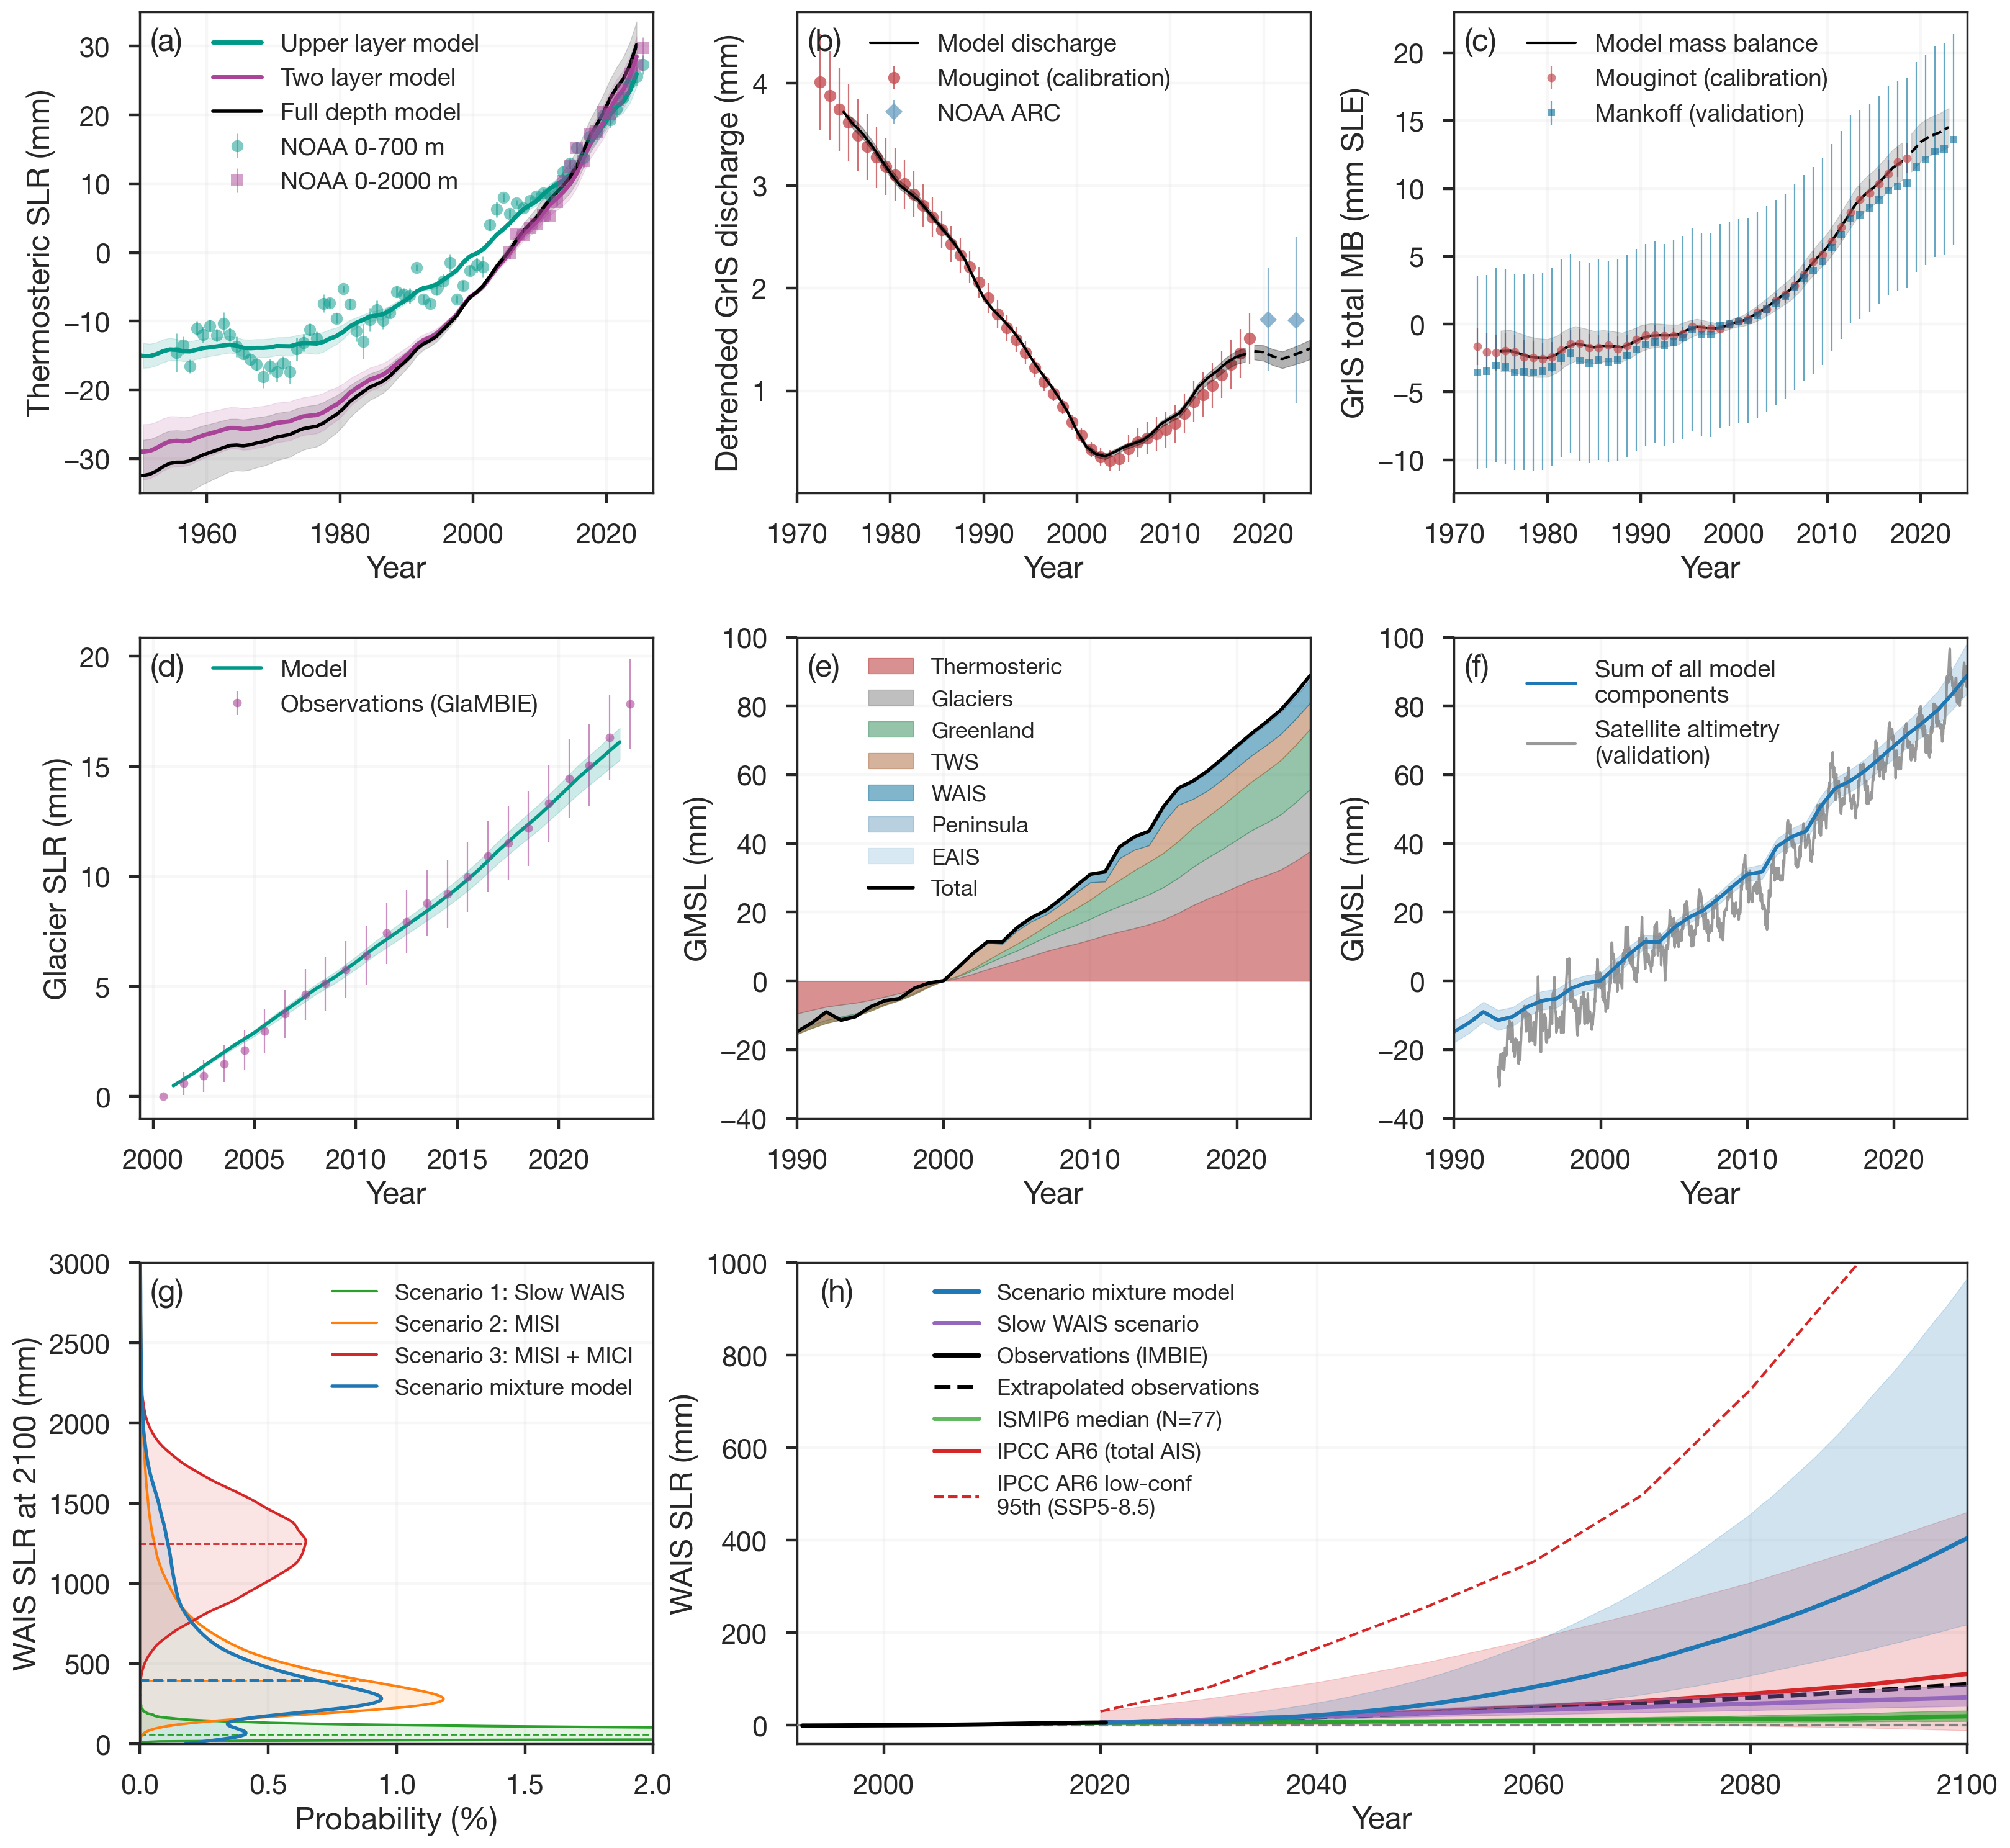 (a)
Upper layer model
Two layer model
Full depth model
NOAA 0-700 m
NOAA 0-2000 m
Thermosteric SLR (mm)
30
20
10
0
−10
−20
−30
1960
1980
2000
2020
Year
(b)
Model discharge
Mouginot (calibration)
NOAA ARC
Detrended GrIS discharge (mm)
4
3
2
1
1970
1980
1990
2000
2010
2020
Year
(c)
Model mass balance
Mouginot (calibration)
Mankoff (validation)
GrIS total MB (mm SLE)
20
15
10
5
0
−5
−10
1970
1980
1990
2000
2010
2020
Year
(d)
Model
Observations (GlaMBIE)
Glacier SLR (mm)
20
15
10
5
0
2000
2005
2010
2015
2020
Year
(e)
Thermosteric
Glaciers
Greenland
TWS
WAIS
Peninsula
EAIS
Total
GMSL (mm)
100
80
60
40
20
0
−20
−40
1990
2000
2010
2020
Year
(f)
Sum of all model
components
Satellite altimetry
(validation)
GMSL (mm)
100
80
60
40
20
0
−20
−40
1990
2000
2010
2020
Year
(g)
Scenario 1: Slow WAIS
Scenario 2: MISI
Scenario 3: MISI + MICI
Scenario mixture model
WAIS SLR at 2100 (mm)
3000
2500
2000
1500
1000
500
0
0.0
0.5
1.0
1.5
2.0
Probability (%)
(h)
Scenario mixture model
Slow WAIS scenario
Observations (IMBIE)
Extrapolated observations
ISMIP6 median (N=77)
IPCC AR6 (total AIS)
IPCC AR6 low-conf
95th (SSP5-8.5)
WAIS SLR (mm)
1000
800
600
400
200
0
2000
2020
2040
2060
2080
2100
Year